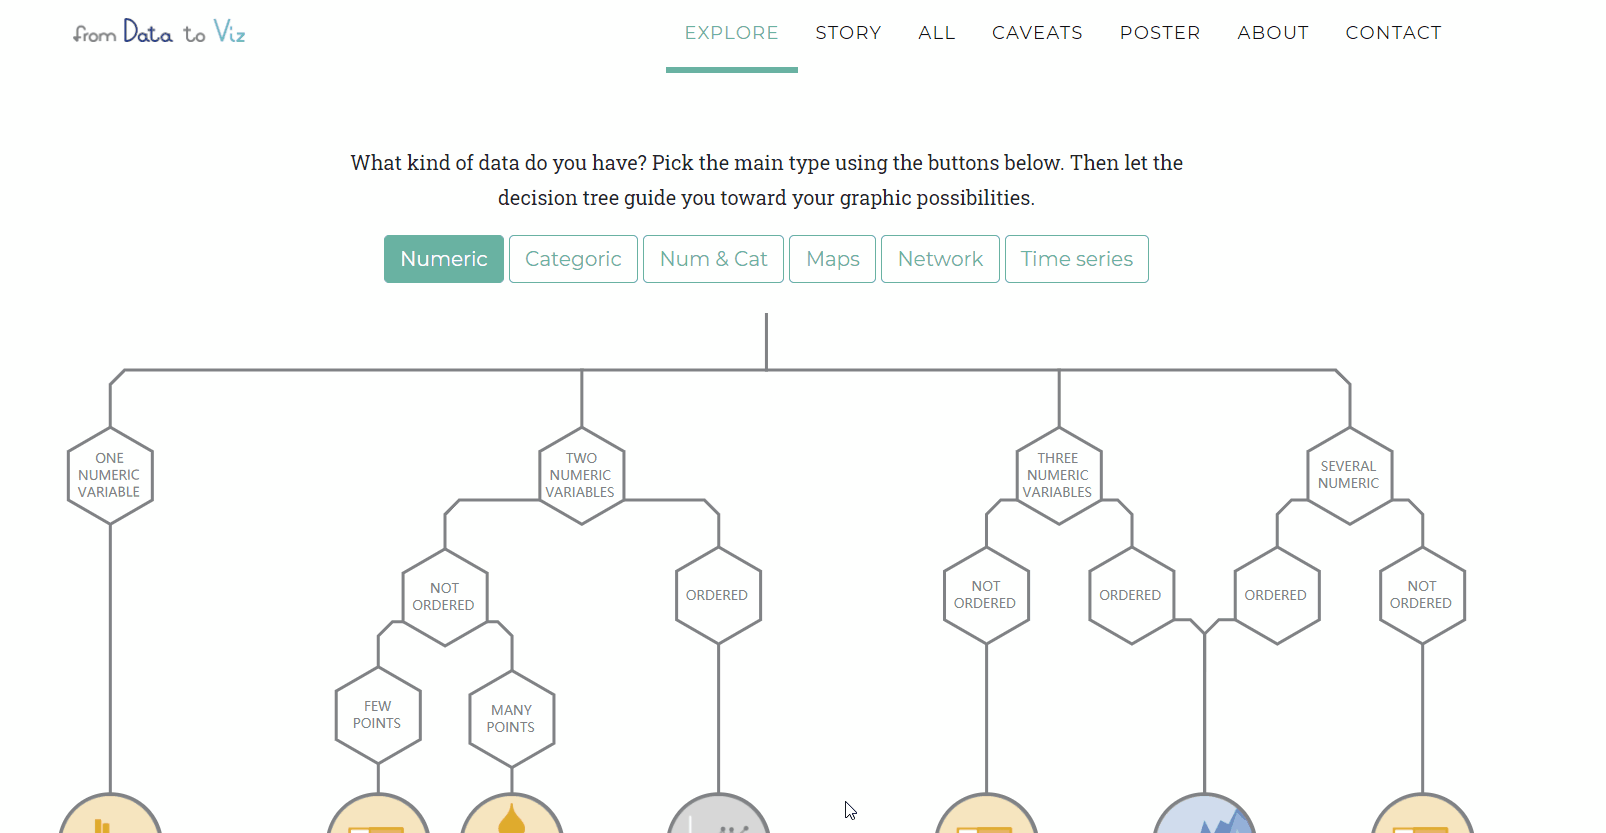 from Data to Viz
EXPLORE STORY ALL CAVEATS POSTER ABOUT CONTACT
What kind of data do you have? Pick the main type using the buttons below. Then let the
decision tree guide you toward your graphic possibilities.
Numeric Categoric Num & Cat Maps Network Time series
ONE
NUMERIC
VARIABLE
TWO
NUMERIC
VARIABLES
THREE
NUMERIC
VARIABLES
SEVERAL
NUMERIC
NOT
ORDERED
ORDERED
NOT
ORDERED
ORDERED
ORDERED
NOT
ORDERED
FEW
POINTS
MANY
POINTS